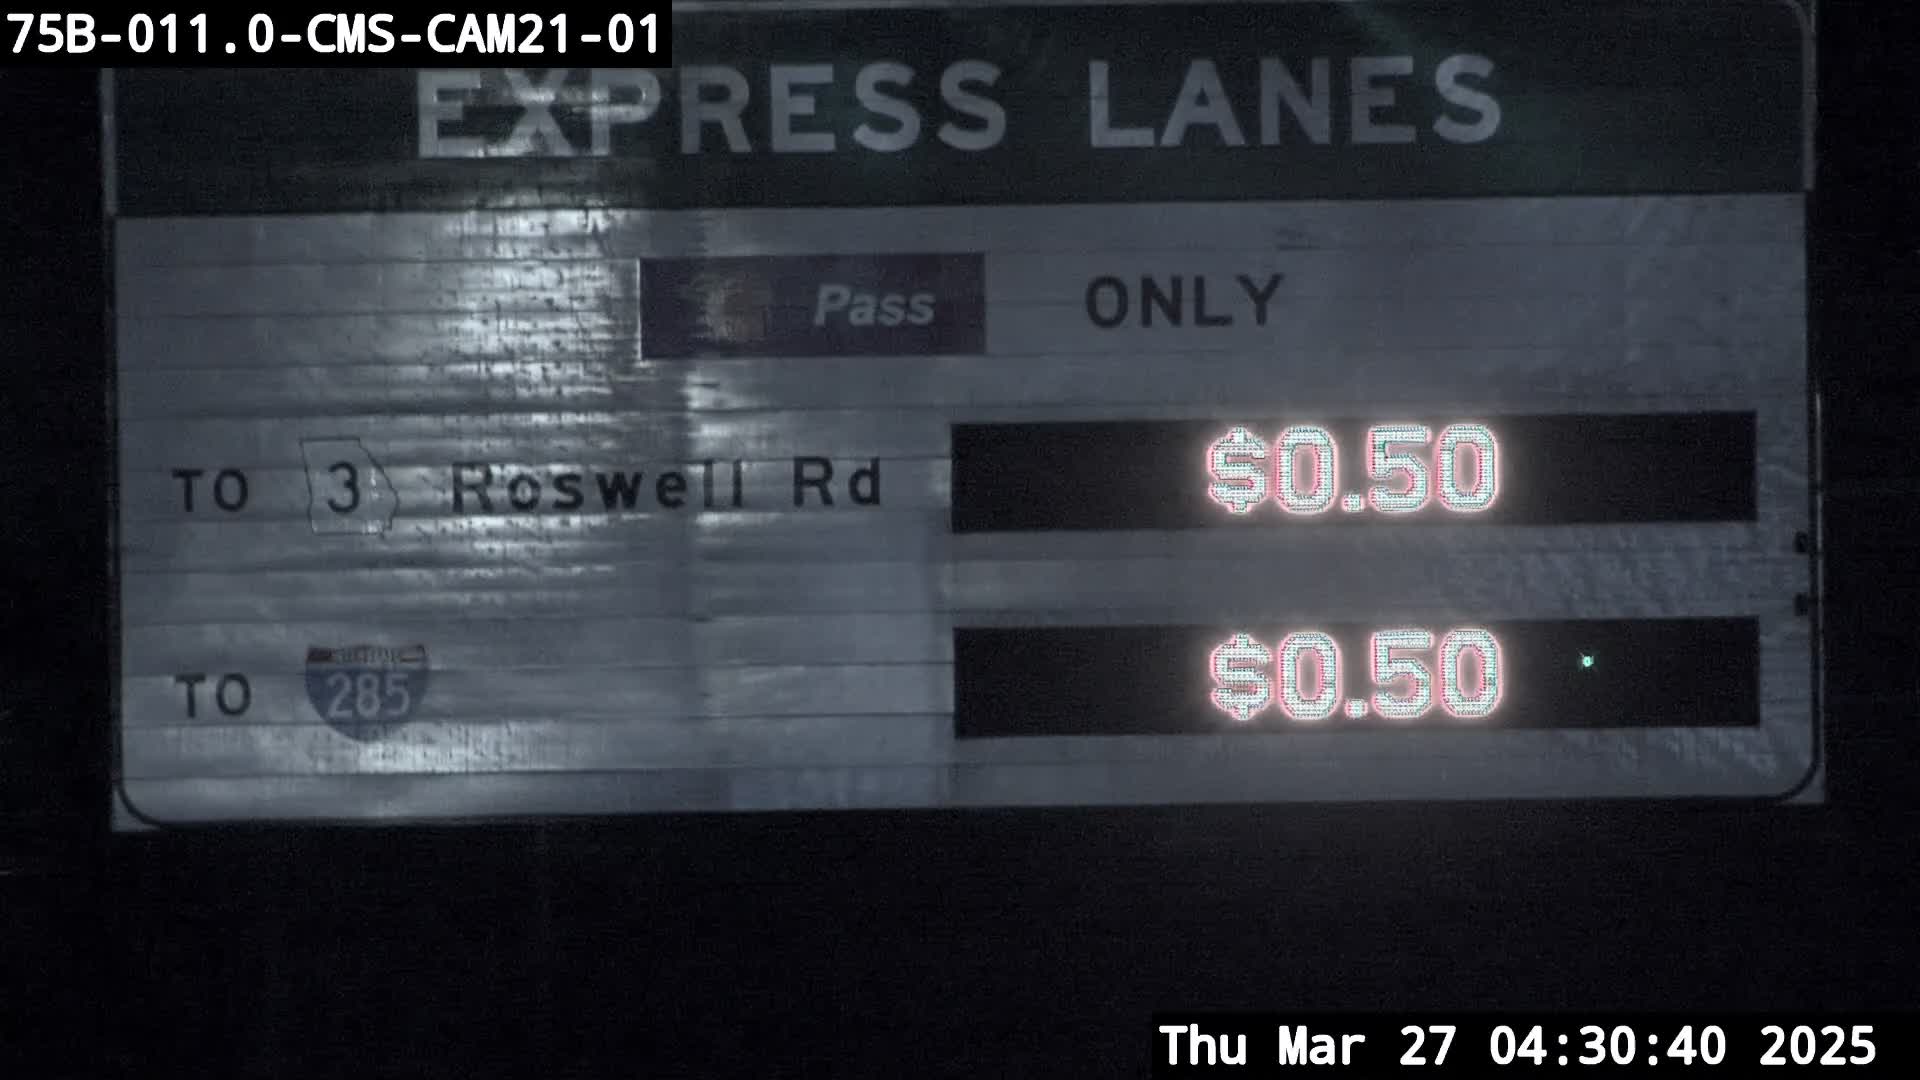 75B-011.0-CMS-CAM21-01
EXPRESS LANES
Pass ONLY
TO 3 Roswell Rd $0.50
TO 285 $0.50
Thu Mar 27 04:30:40 2025